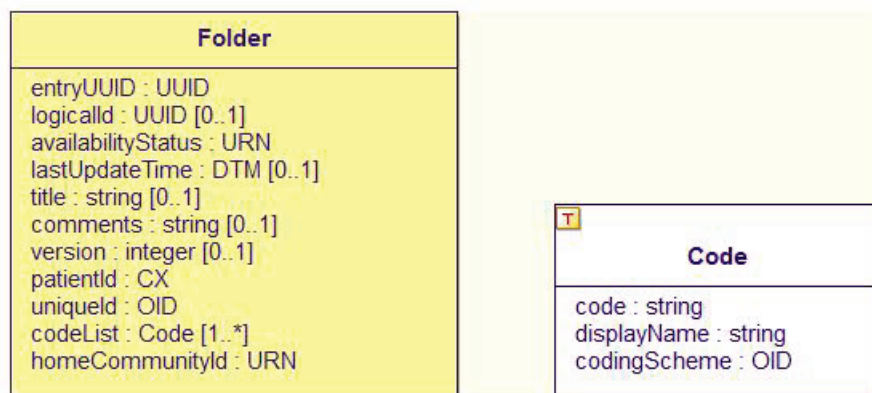 Folder
entryUUID : UUID
logicalId : UUID [0..1]
availabilityStatus : URN
lastUpdateTime : DTM [0..1]
title : string [0..1]
comments : string [0..1]
version : integer [0..1]
patientId : CX
uniqueId : OID
codeList : Code [1..*]
homeCommunityId : URN
T
Code
code : string
displayName : string
codingScheme : OID